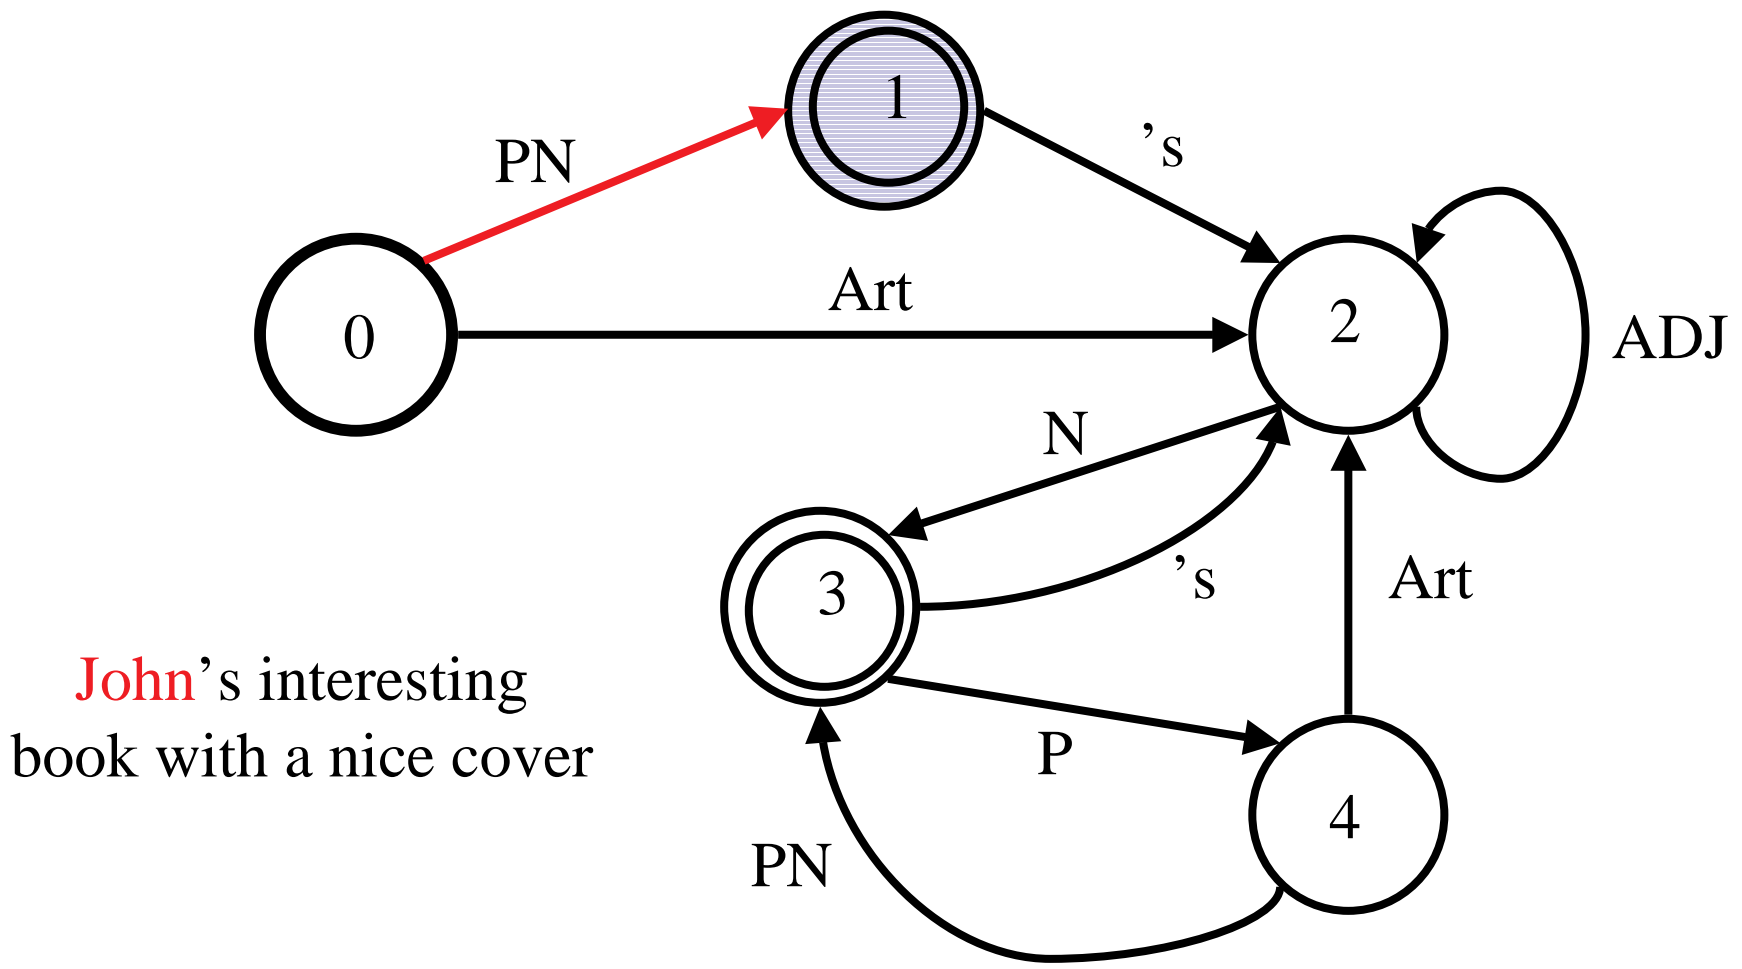 1
PN
’s
Art
0
2
ADJ
N
3
’s
Art
John’s interesting
book with a nice cover
P
4
PN